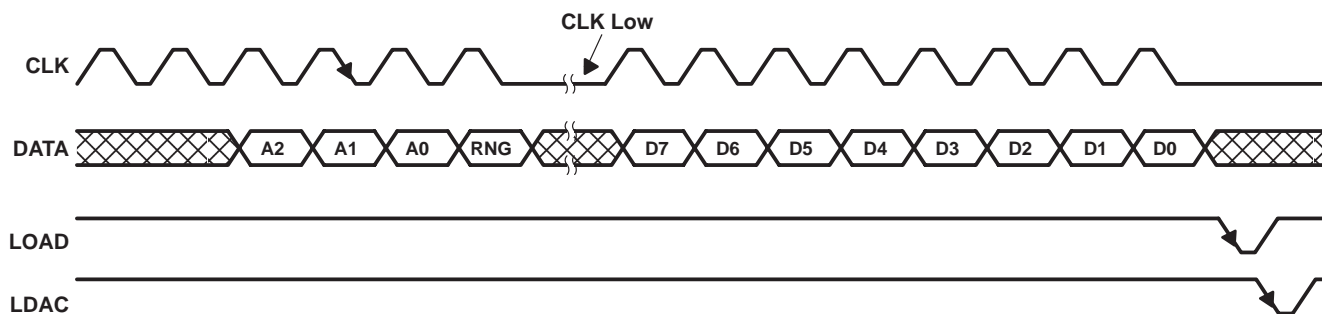 CLK Low
CLK
DATA A2 A1 A0 RNG D7 D6 D5 D4 D3 D2 D1 D0
LOAD
LDAC